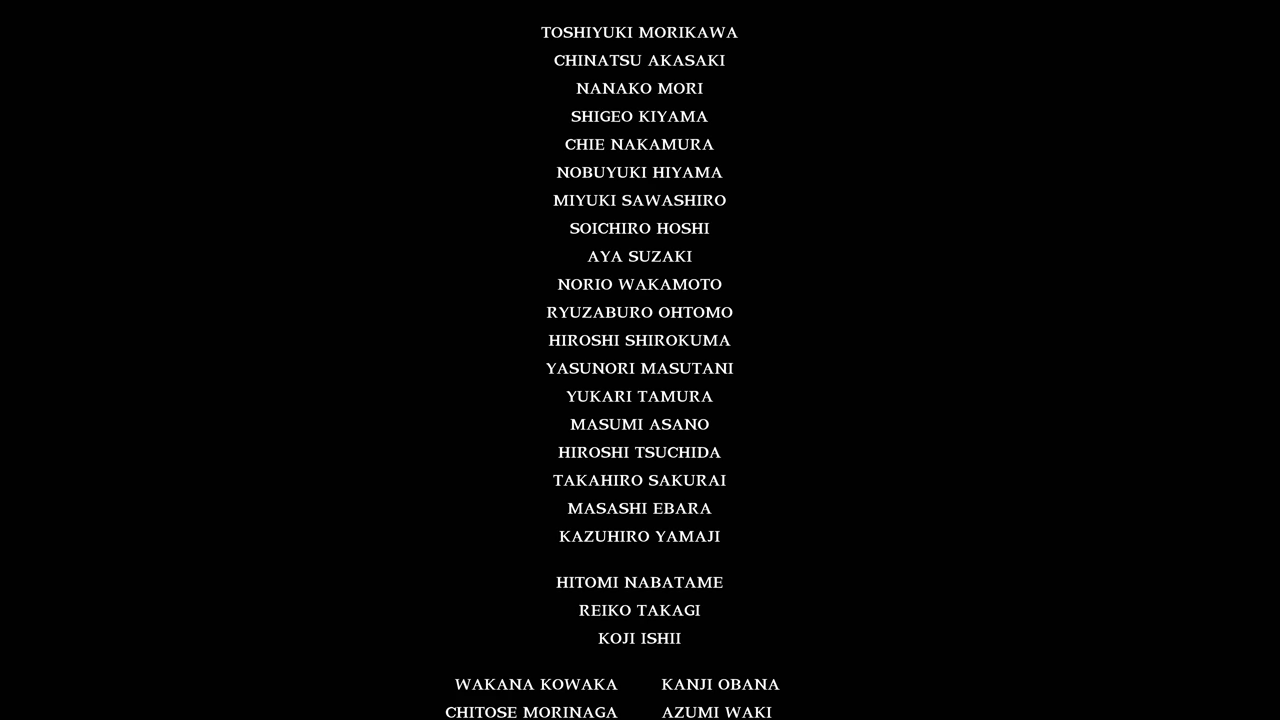 TOSHIYUKI MORIKAWA
CHINATSU AKASAKI
NANAKO MORI
SHIGEO KIYAMA
CHIE NAKAMURA
NOBUYUKI HIYAMA
MIYUKI SAWASHIRO
SOICHIRO HOSHI
AYA SUZAKI
NORIO WAKAMOTO
RYUZABURO OHTOMO
HIROSHI SHIROKUMA
YASUNORI MASUTANI
YUKARI TAMURA
MASUMI ASANO
HIROSHI TSUCHIDA
TAKAHIRO SAKURAI
MASASHI EBARA
KAZUHIRO YAMAJI
HITOMI NABATAME
REIKO TAKAGI
KOJI ISHII
WAKANA KOWAKA KANJI OBANA
CHITOSE MORINAGA AZUMI WAKI